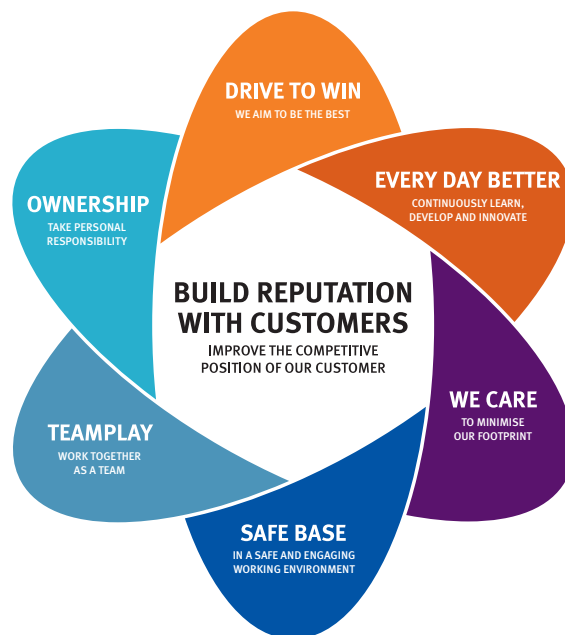 DRIVE TO WIN
WE AIM TO BE THE BEST
EVERY DAY BETTER
CONTINUOUSLY LEARN,
DEVELOP AND INNOVATE
OWNERSHIP
TAKE PERSONAL
RESPONSIBILITY
BUILD REPUTATION
WITH CUSTOMERS
IMPROVE THE COMPETITIVE
POSITION OF OUR CUSTOMER
WE CARE
TO MINIMISE
OUR FOOTPRINT
TEAMPLAY
WORK TOGETHER
AS A TEAM
SAFE BASE
IN A SAFE AND ENGAGING
WORKING ENVIRONMENT